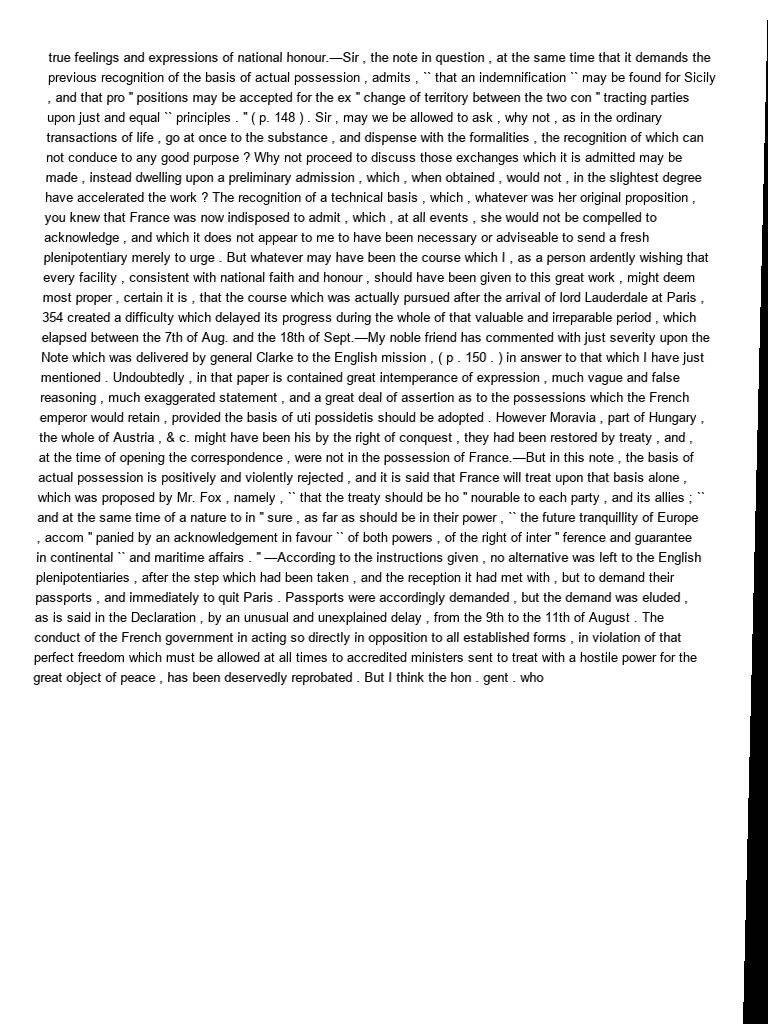 true feelings and expressions of national honour.—Sir , the note in question , at the same time that it demands the
previous recognition of the basis of actual possession , admits , `` that an indemnification `` may be found for Sicily
, and that pro " positions may be accepted for the ex " change of territory between the two con " tracting parties
upon just and equal `` principles . " ( p. 148 ) . Sir , may we be allowed to ask , why not , as in the ordinary
transactions of life , go at once to the substance , and dispense with the formalities , the recognition of which can
not conduce to any good purpose ? Why not proceed to discuss those exchanges which it is admitted may be
made , instead dwelling upon a preliminary admission , which , when obtained , would not , in the slightest degree
have accelerated the work ? The recognition of a technical basis , which , whatever was her original proposition ,
you knew that France was now indisposed to admit , which , at all events , she would not be compelled to
acknowledge , and which it does not appear to me to have been necessary or adviseable to send a fresh
plenipotentiary merely to urge . But whatever may have been the course which I , as a person ardently wishing that
every facility , consistent with national faith and honour , should have been given to this great work , might deem
most proper , certain it is , that the course which was actually pursued after the arrival of lord Lauderdale at Paris ,
354 created a difficulty which delayed its progress during the whole of that valuable and irreparable period , which
elapsed between the 7th of Aug. and the 18th of Sept.—My noble friend has commented with just severity upon the
Note which was delivered by general Clarke to the English mission , ( p . 150 . ) in answer to that which I have just
mentioned . Undoubtedly , in that paper is contained great intemperance of expression , much vague and false
reasoning , much exaggerated statement , and a great deal of assertion as to the possessions which the French
emperor would retain , provided the basis of uti possidetis should be adopted . However Moravia , part of Hungary ,
the whole of Austria , & c. might have been his by the right of conquest , they had been restored by treaty , and ,
at the time of opening the correspondence , were not in the possession of France.—But in this note , the basis of
actual possession is positively and violently rejected , and it is said that France will treat upon that basis alone ,
which was proposed by Mr. Fox , namely , `` that the treaty should be ho " nourable to each party , and its allies ; ``
and at the same time of a nature to in " sure , as far as should be in their power , `` the future tranquillity of Europe
, accom " panied by an acknowledgement in favour `` of both powers , of the right of inter " ference and guarantee
in continental `` and maritime affairs . " —According to the instructions given , no alternative was left to the English
plenipotentiaries , after the step which had been taken , and the reception it had met with , but to demand their
passports , and immediately to quit Paris . Passports were accordingly demanded , but the demand was eluded ,
as is said in the Declaration , by an unusual and unexplained delay , from the 9th to the 11th of August . The
conduct of the French government in acting so directly in opposition to all established forms , in violation of that
perfect freedom which must be allowed at all times to accredited ministers sent to treat with a hostile power for the
great object of peace , has been deservedly reprobated . But I think the hon . gent . who